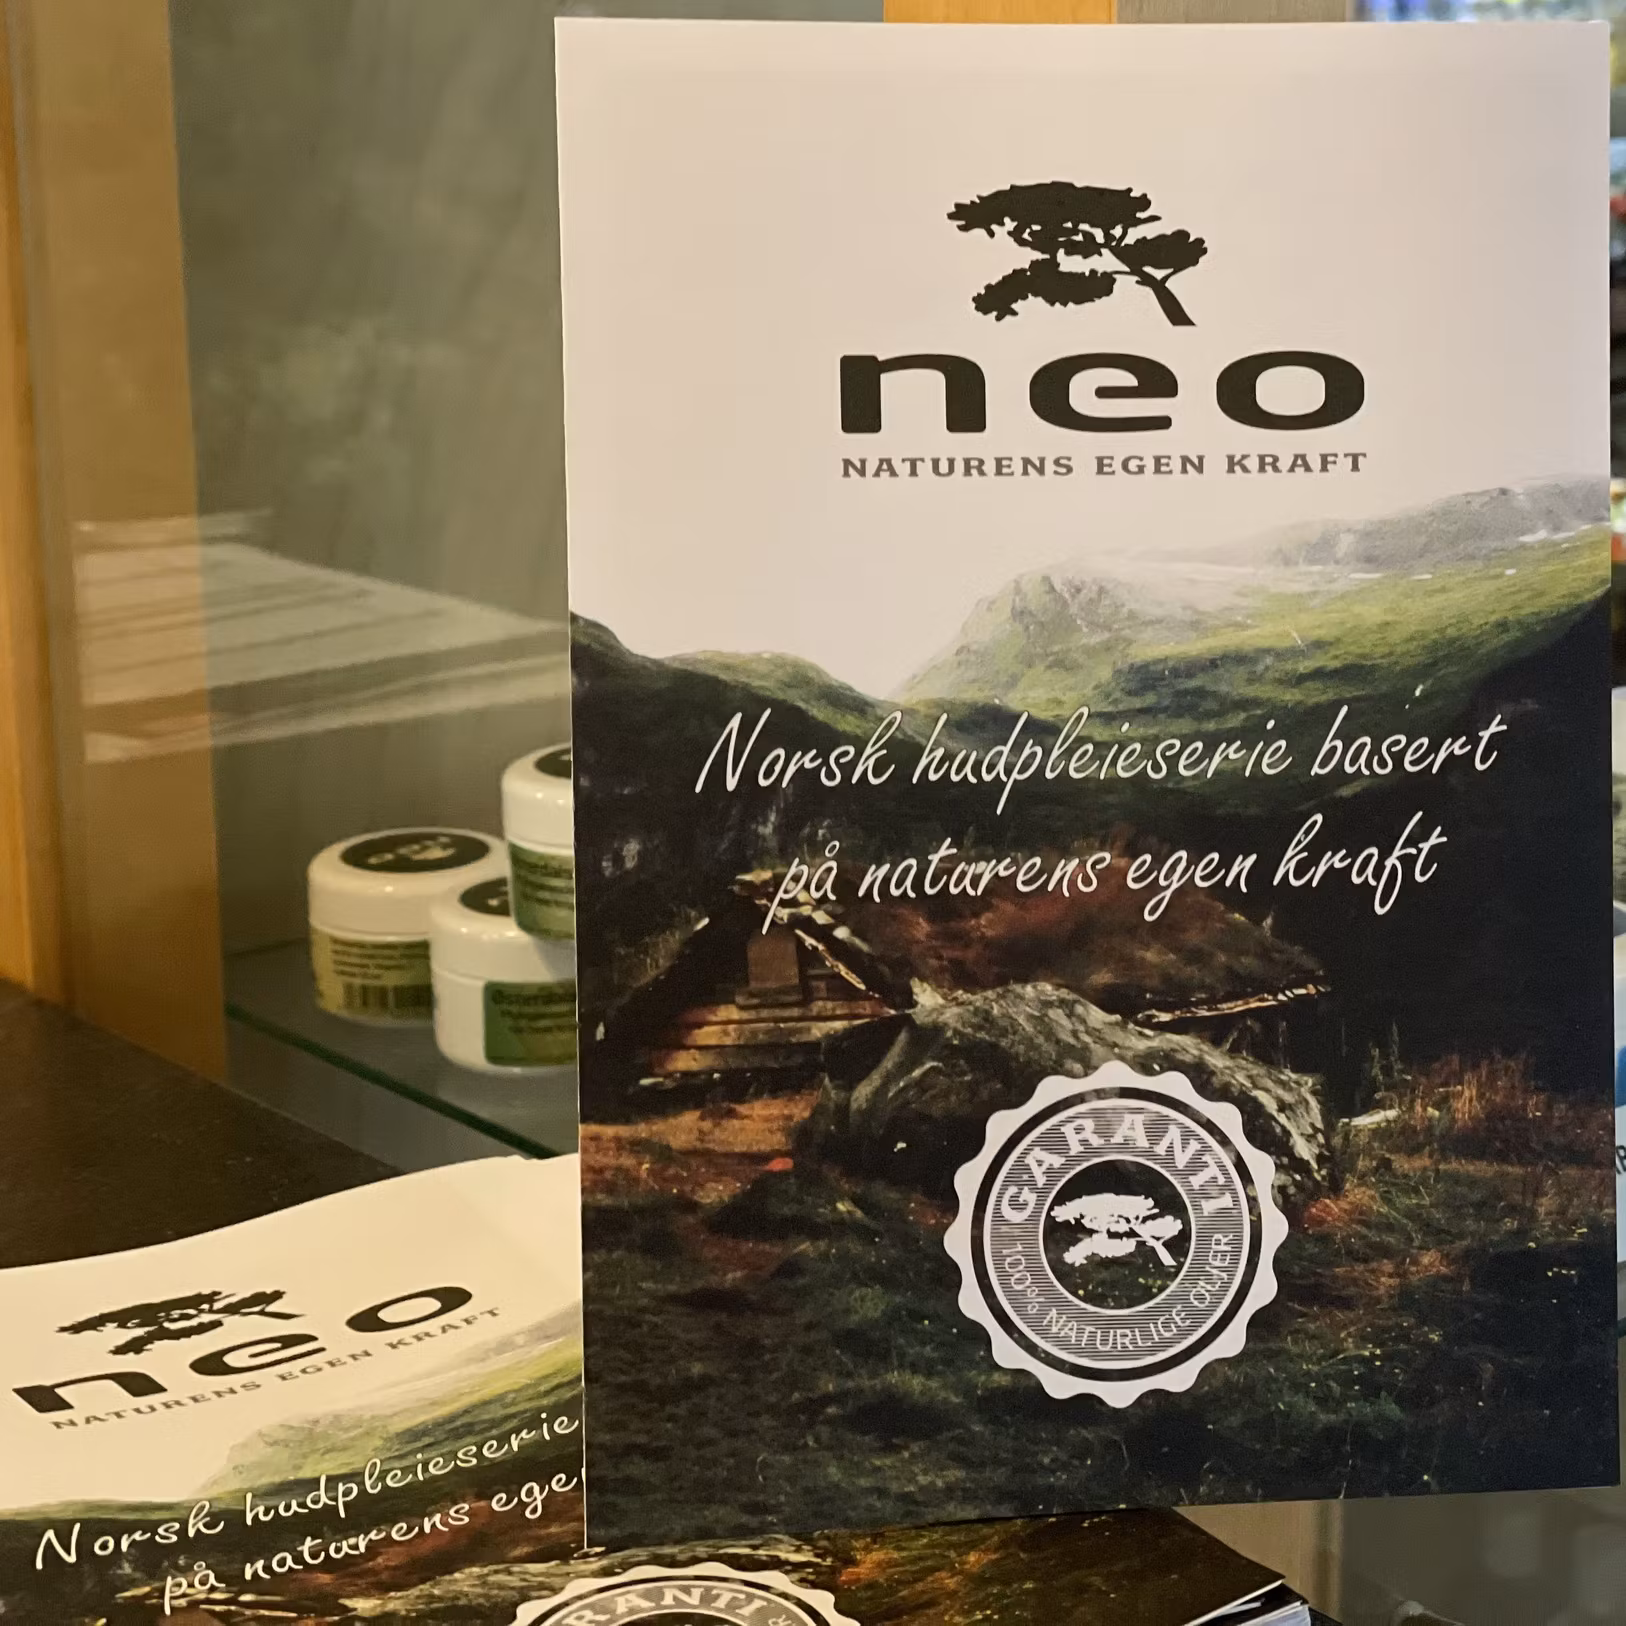 neo
NATURENS EGEN KRAFT
Norsk hudpleieserie basert
på naturens egen kraft
GARANTI
100% NATURLIGE OLJER
neo
NATURENS EGEN KRAFT
Norsk hudpleieserie
på naturens